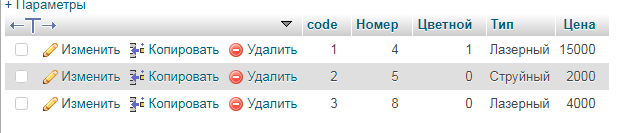 + Параметры
←T→ code Номер Цветной Тип Цена
Изменить Копировать Удалить 1 4 1 Лазерный 15000
Изменить Копировать Удалить 2 5 0 Струйный 2000
Изменить Копировать Удалить 3 8 0 Лазерный 4000